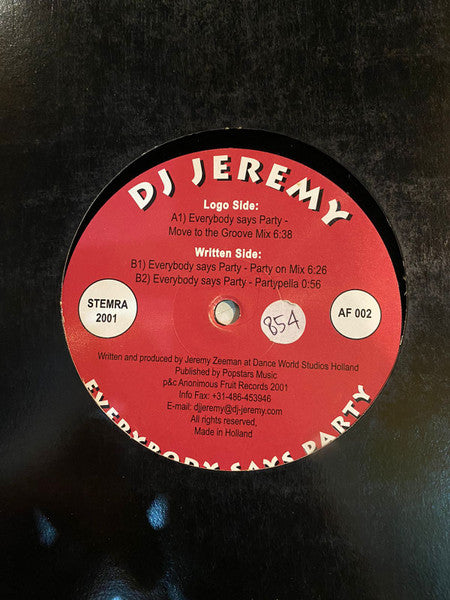 DJ JEREMY
Logo Side:
A1) Everybody says Party -
Move to the Groove Mix 6:38
Written Side:
B1) Everybody says Party - Party on Mix 6:26
B2) Everybody says Party - Partypella 0:56
STEMRA
2001
854
AF 002
Written and produced by Jeremy Zeeman at Dance World Studios Holland
Published by Popstars Music
p&c Anonimous Fruit Records 2001
Info Fax: +31-486-453946
E-mail: djjeremy@dj-jeremy.com
All rights reserved,
Made in Holland
EVERYBODY SAYS PARTY